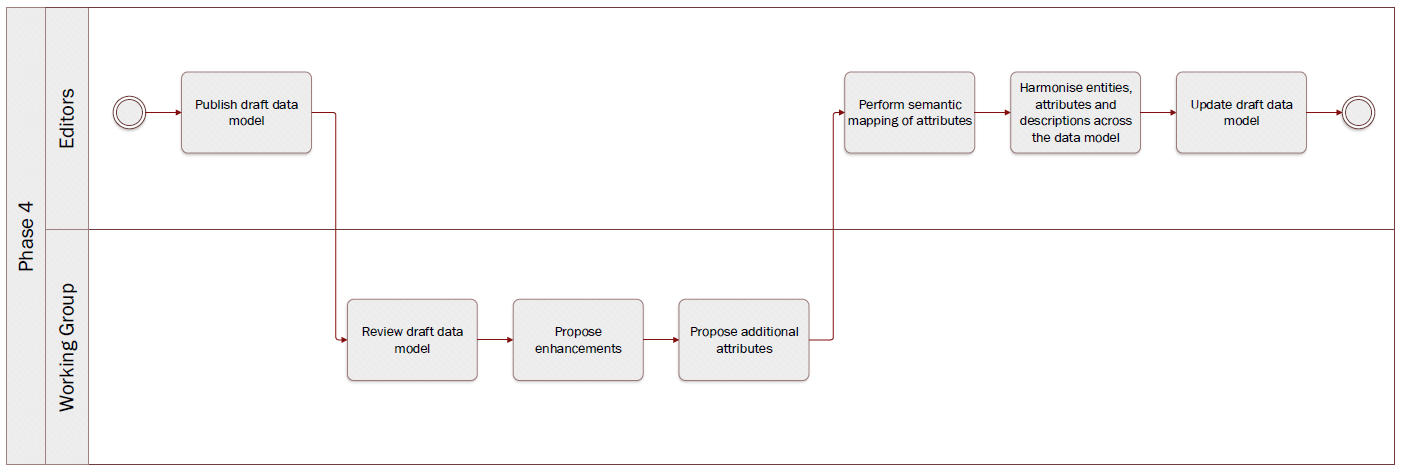 Phase 4
Editors
Publish draft data
model
Perform semantic
mapping of attributes
Harmonise entities,
attributes and
descriptions across
the data model
Update draft data
model
Working Group
Review draft data
model
Propose
enhancements
Propose additional
attributes